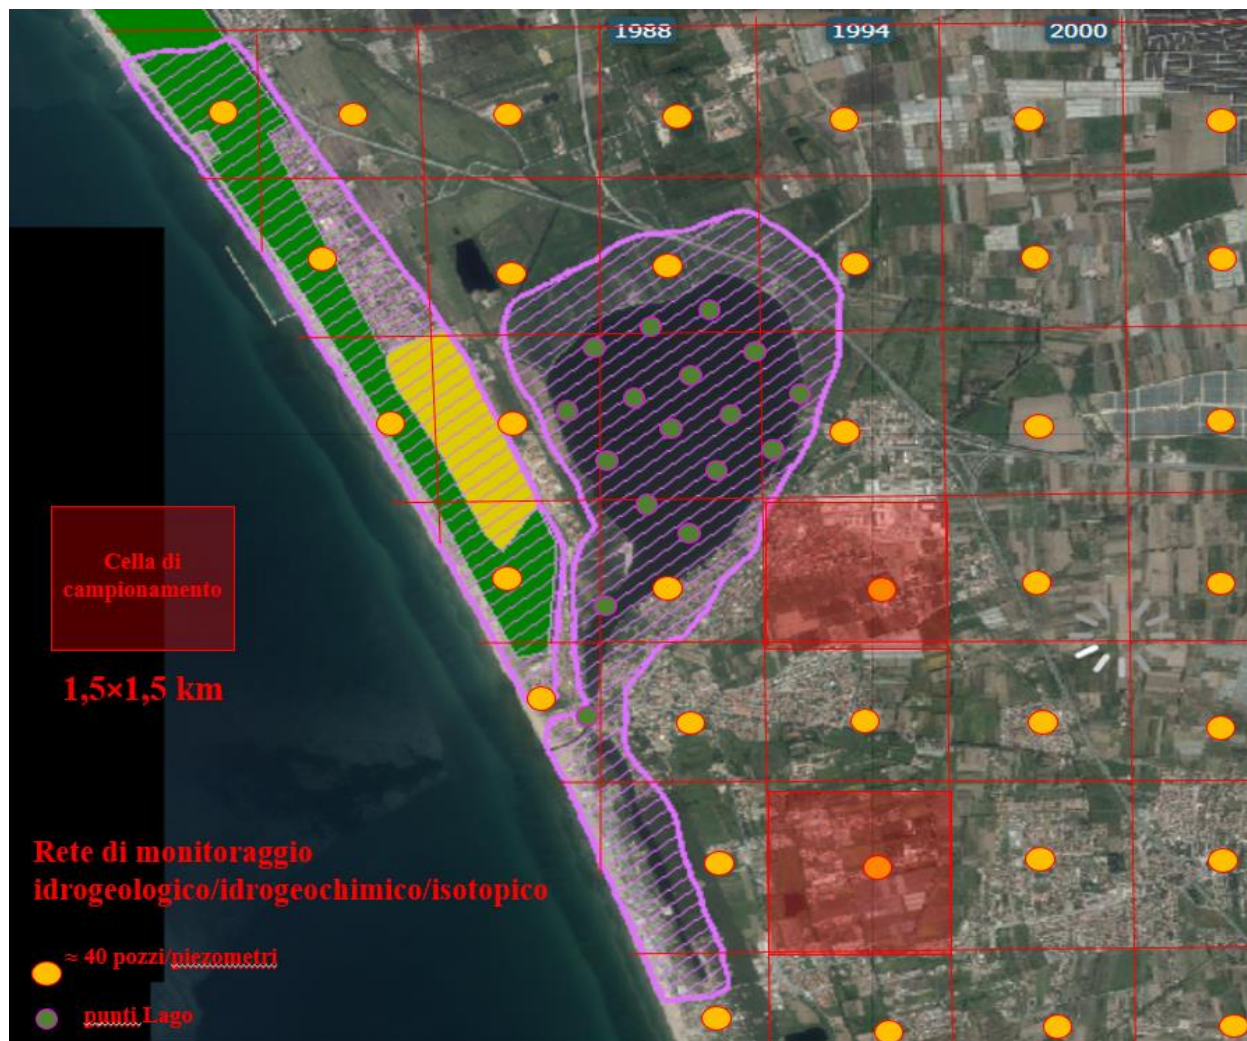 1988
1994
2000
Cella di
campionamento
1,5×1,5 km
Rete di monitoraggio
idrogeologico/idrogeochimico/isotopico
≈ 40 pozzi/piezometri
punti Lago